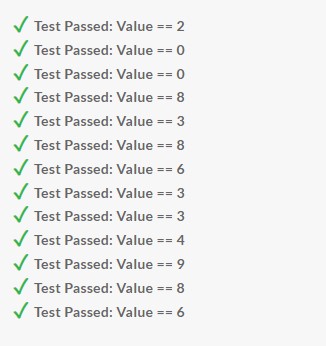 Test Passed: Value == 2
Test Passed: Value == 0
Test Passed: Value == 0
Test Passed: Value == 8
Test Passed: Value == 3
Test Passed: Value == 8
Test Passed: Value == 6
Test Passed: Value == 3
Test Passed: Value == 3
Test Passed: Value == 4
Test Passed: Value == 9
Test Passed: Value == 8
Test Passed: Value == 6